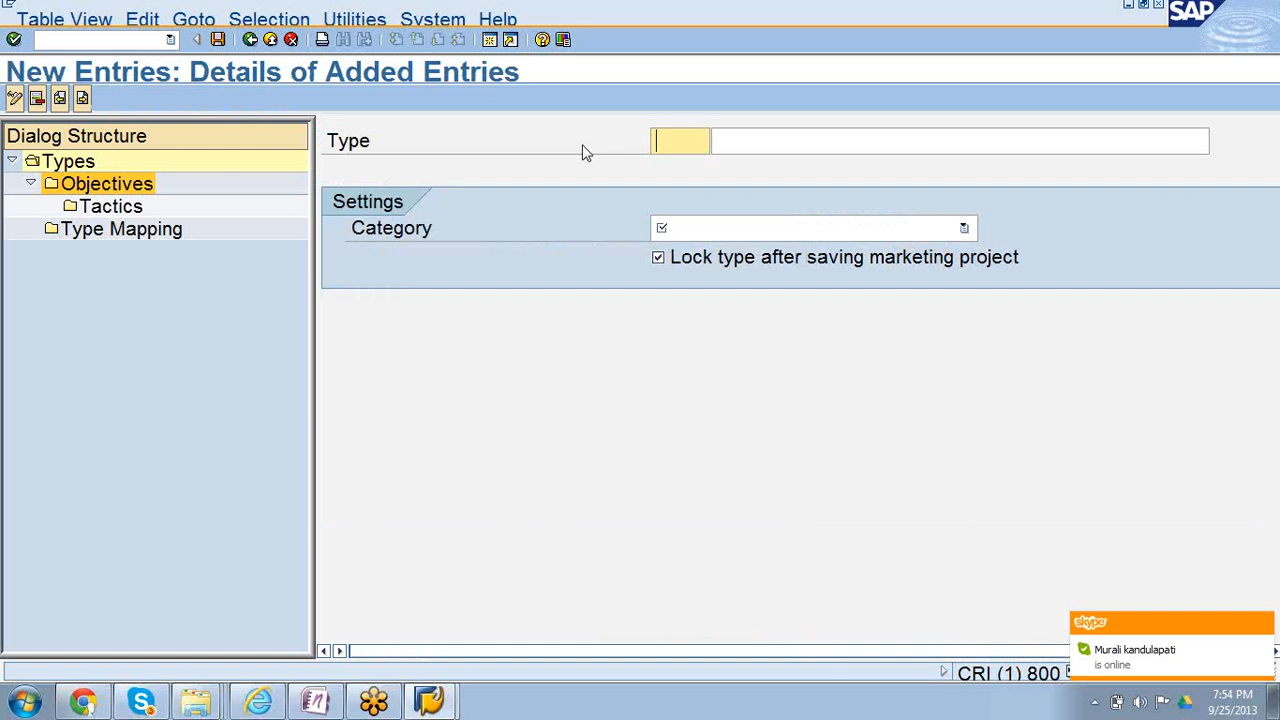 Table View Edit Goto Selection Utilities System Help
SAP
New Entries: Details of Added Entries
Dialog Structure
Types
Objectives
Tactics
Type Mapping
Type
Settings
Category
Lock type after saving marketing project
skype
Murali kandulapati
is online
CRI (1) 800
7:54 PM
9/25/2013